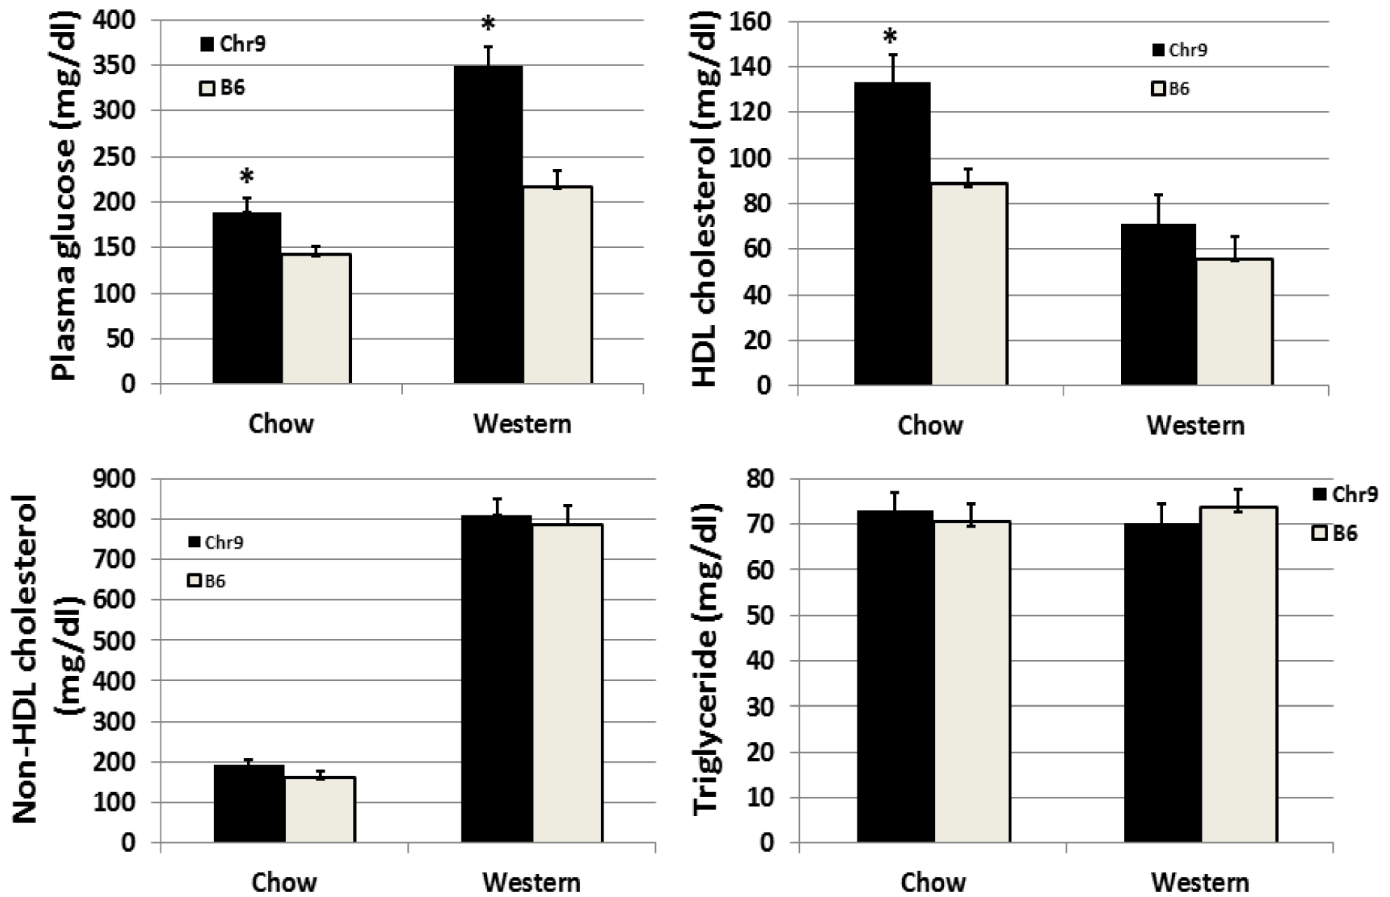 Plasma glucose (mg/dl)
400
350
300
250
200
150
100
50
0
*
*
Chr9
B6
Chow
Western
HDL cholesterol (mg/dl)
160
140
120
100
80
60
40
20
0
*
Chr9
B6
Chow
Western
Non-HDL cholesterol
(mg/dl)
900
800
700
600
500
400
300
200
100
0
Chr9
B6
Chow
Western
Triglyceride (mg/dl)
80
70
60
50
40
30
20
10
0
Chr9
B6
Chow
Western